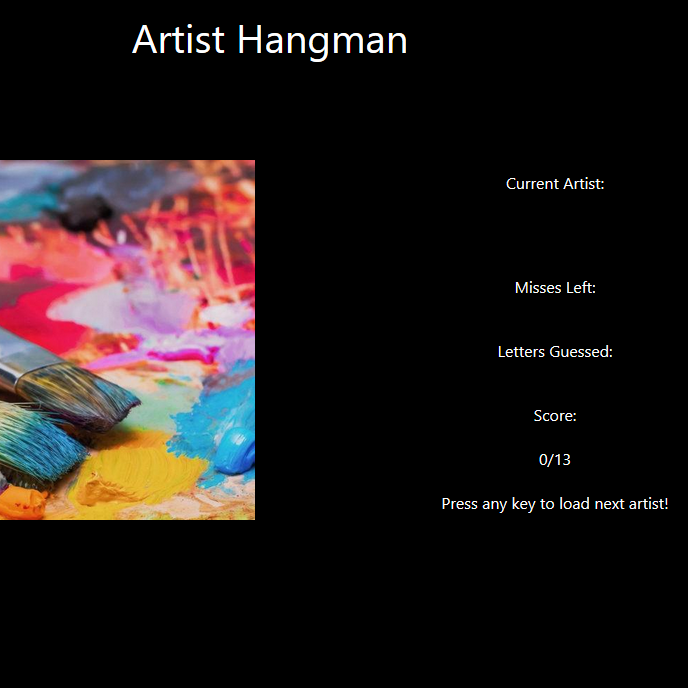 Artist Hangman
Current Artist:
Misses Left:
Letters Guessed:
Score:
0/13
Press any key to load next artist!